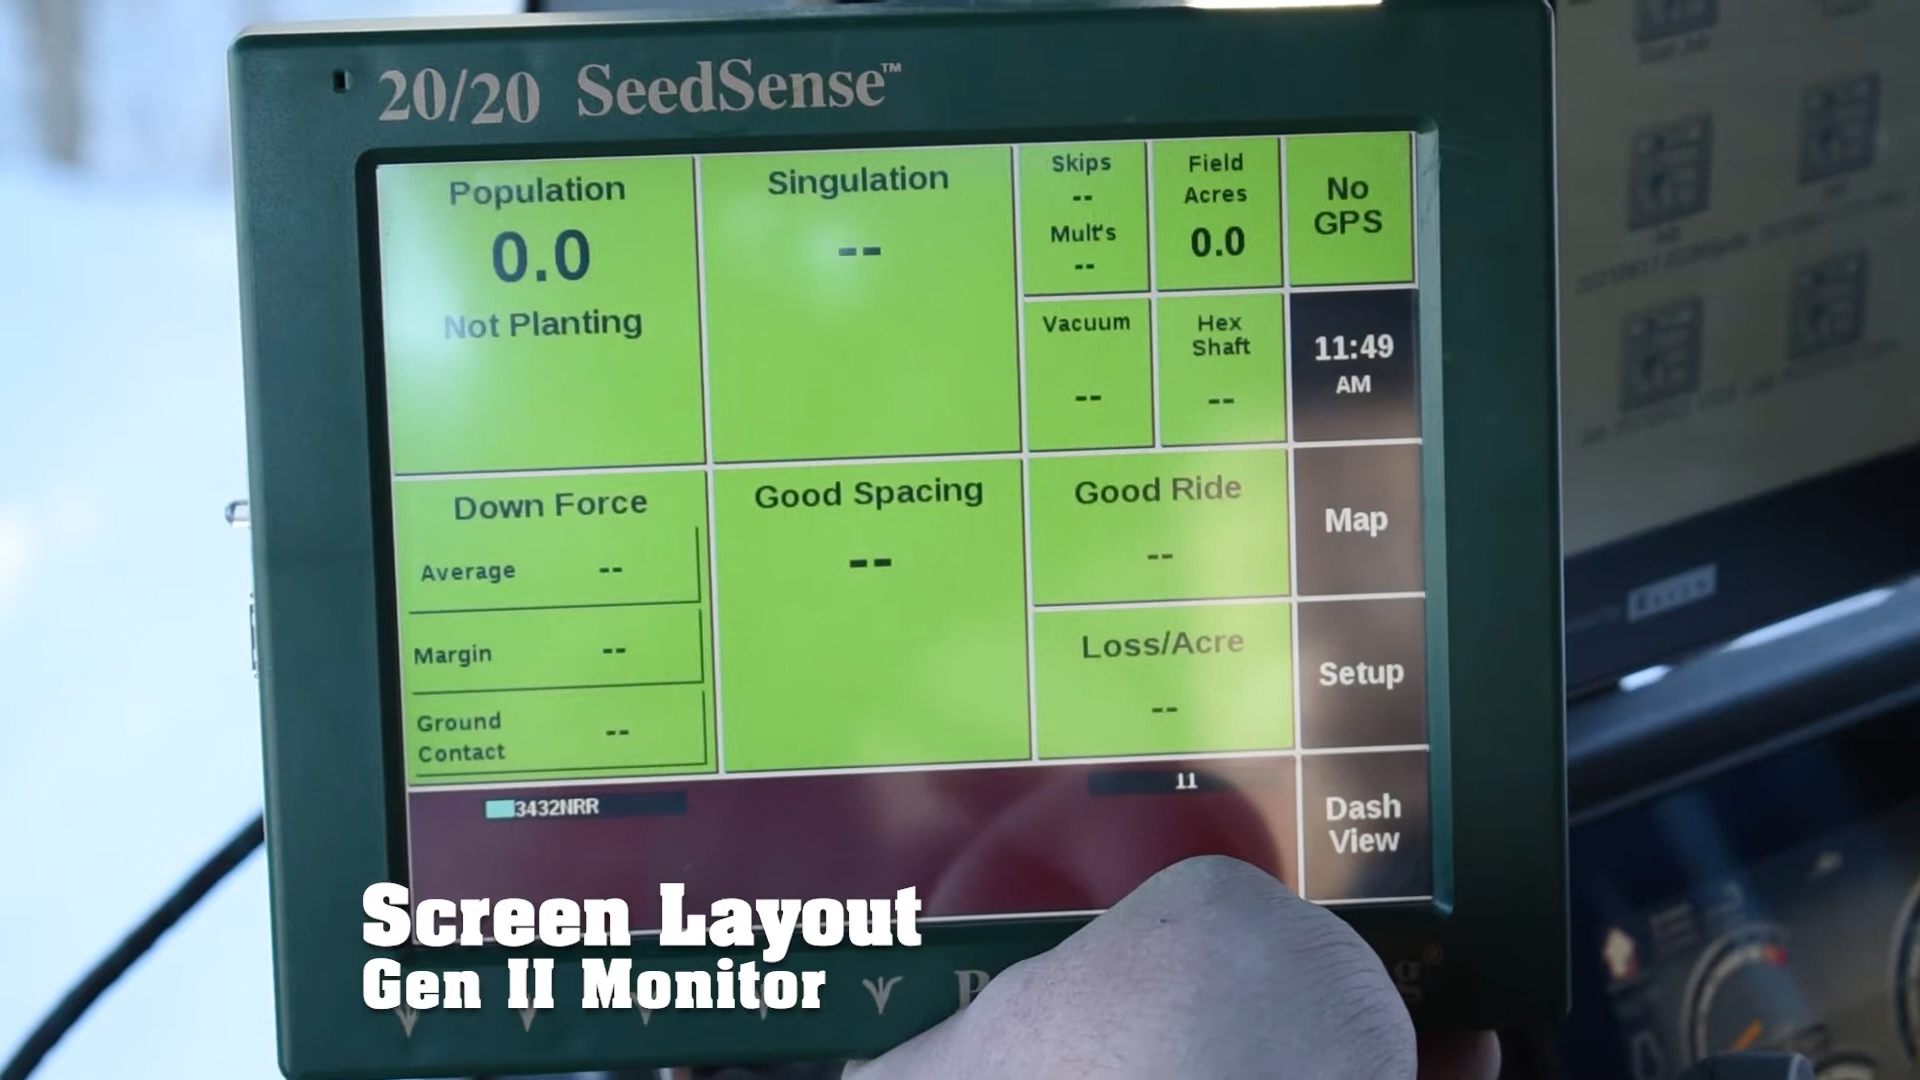 20/20 SeedSense™
Population
0.0
Not Planting
Singulation
--
Skips
--
Mult's
--
Field
Acres
0.0
No
GPS
Vacuum
--
Hex
Shaft
--
11:49
AM
Down Force
Average --
Margin --
Ground
Contact --
Good Spacing
--
Good Ride
--
Loss/Acre
--
Map
Setup
Dash
View
3432NRR
11
Screen Layout
Gen II Monitor